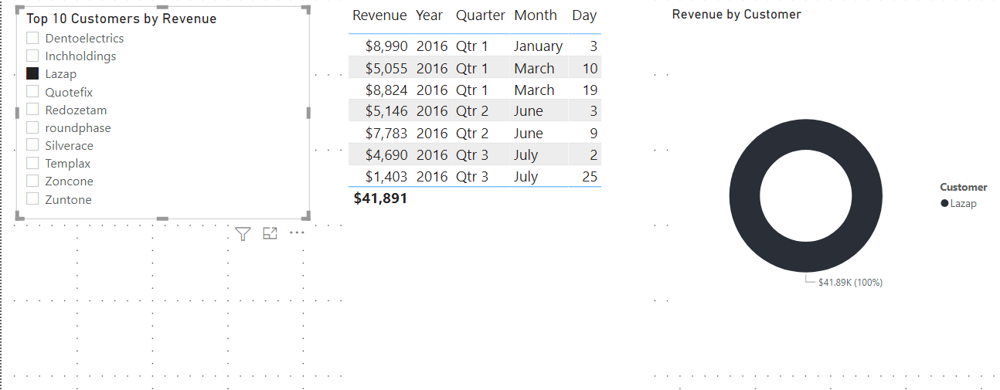 Top 10 Customers by Revenue
Dentoelectrics
Inchholdings
Lazap
Quotefix
Redozetam
roundphase
Silverace
Templax
Zoncone
Zuntone
Revenue Year Quarter Month Day
$8,990 2016 Qtr 1 January 3
$5,055 2016 Qtr 1 March 10
$8,824 2016 Qtr 1 March 19
$5,146 2016 Qtr 2 June 3
$7,783 2016 Qtr 2 June 9
$4,690 2016 Qtr 3 July 2
$1,403 2016 Qtr 3 July 25
$41,891
Revenue by Customer
Customer
Lazap
$41.89K (100%)